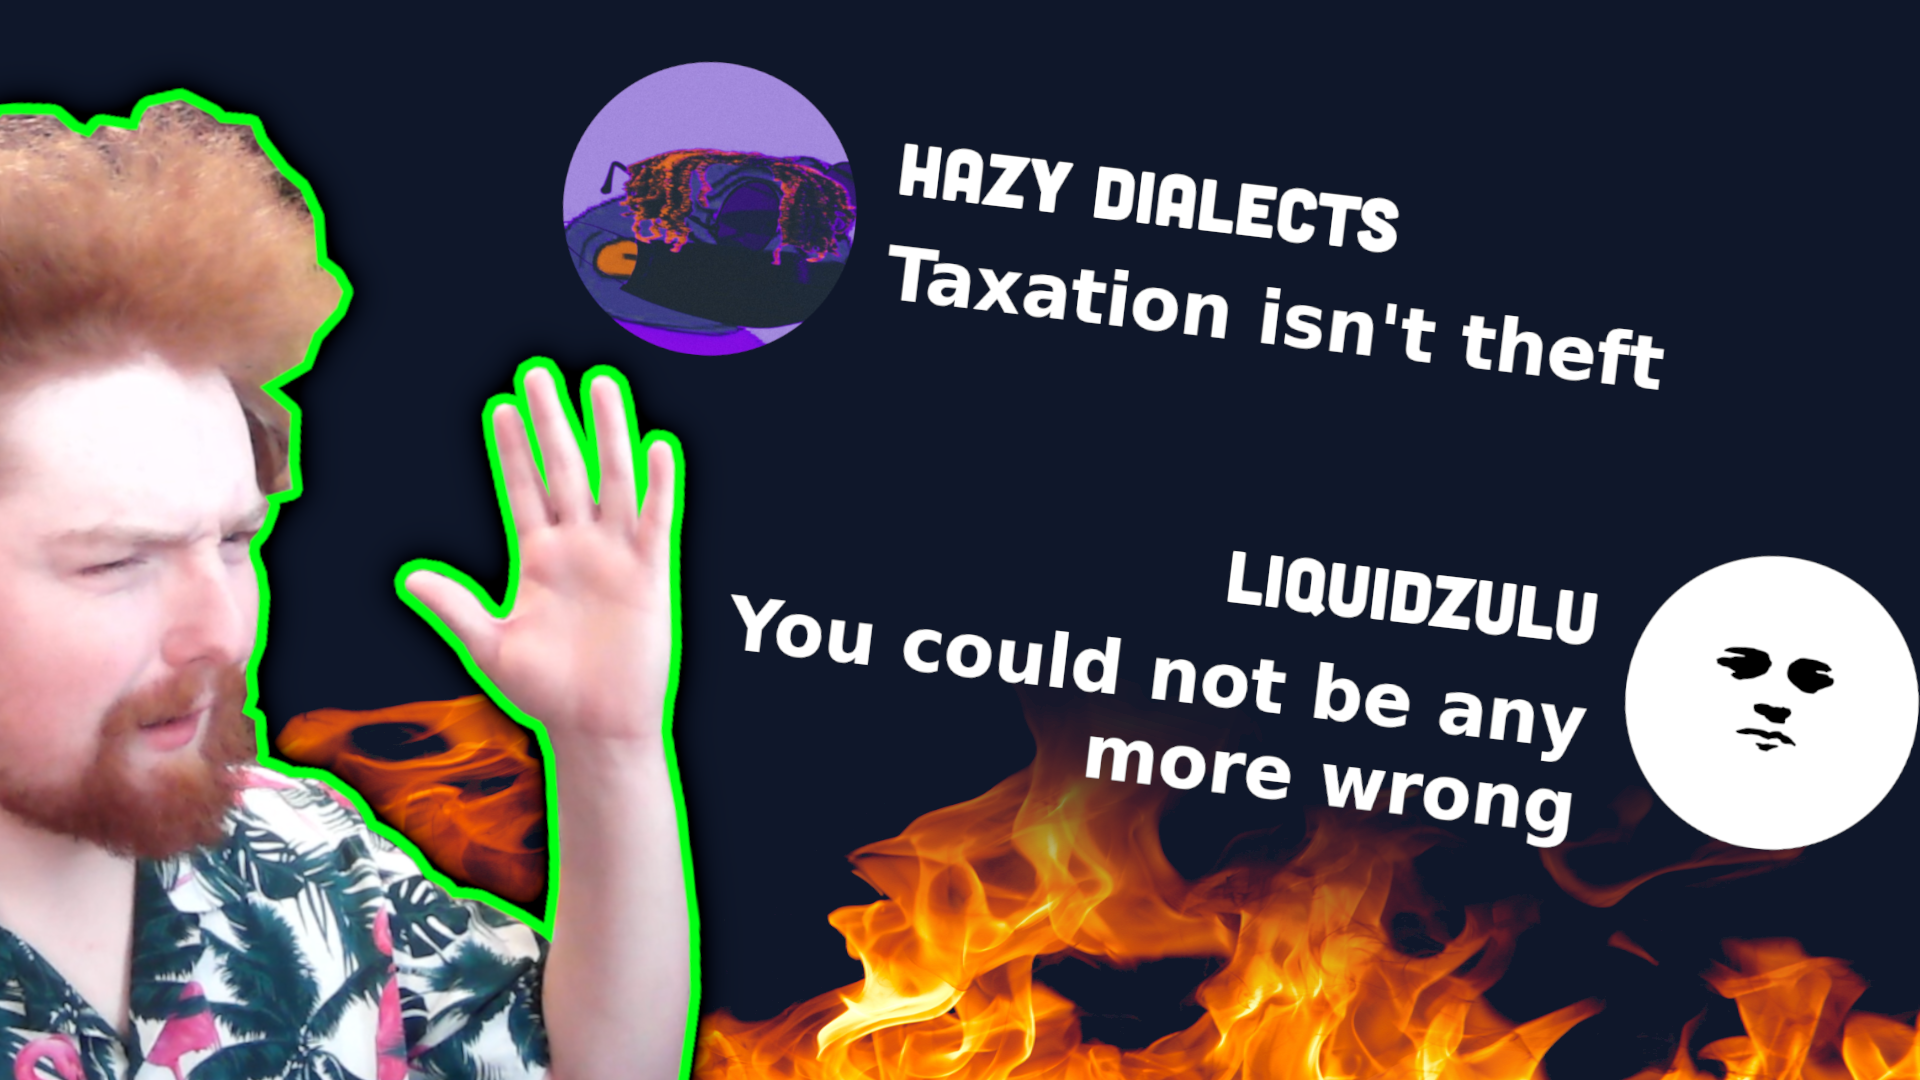 HAZY DIALECTS
Taxation isn't theft
LIQUIDZULU
You could not be any
more wrong